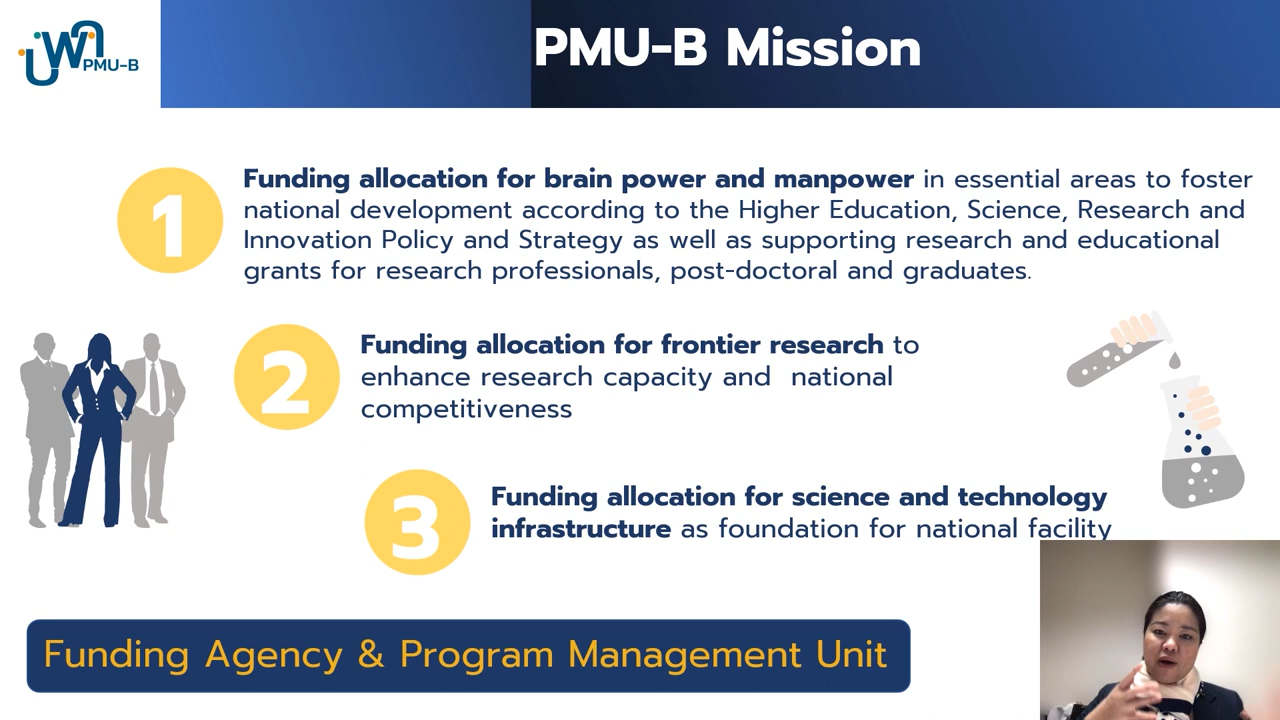 PMU-B
PMU-B Mission
1
Funding allocation for brain power and manpower in essential areas to foster
national development according to the Higher Education, Science, Research and
Innovation Policy and Strategy as well as supporting research and educational
grants for research professionals, post-doctoral and graduates.
2
Funding allocation for frontier research to
enhance research capacity and national
competitiveness
3
Funding allocation for science and technology
infrastructure as foundation for national facility
Funding Agency & Program Management Unit